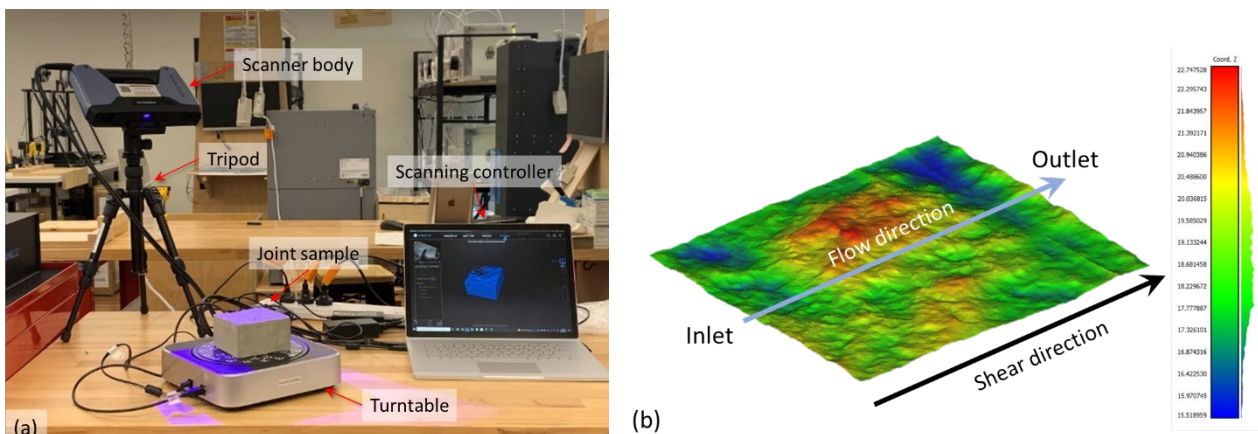 Scanner body
Tripod
Scanning controller
Joint sample
Turntable
(a)
Coord. Z
22.747528
22.295743
21.843957
21.392171
20.940386
20.488600
20.036815
19.585029
19.133244
18.681458
18.229672
17.777887
17.326101
16.874316
16.422530
15.970745
15.518959
Outlet
Flow direction
Inlet
Shear direction
(b)